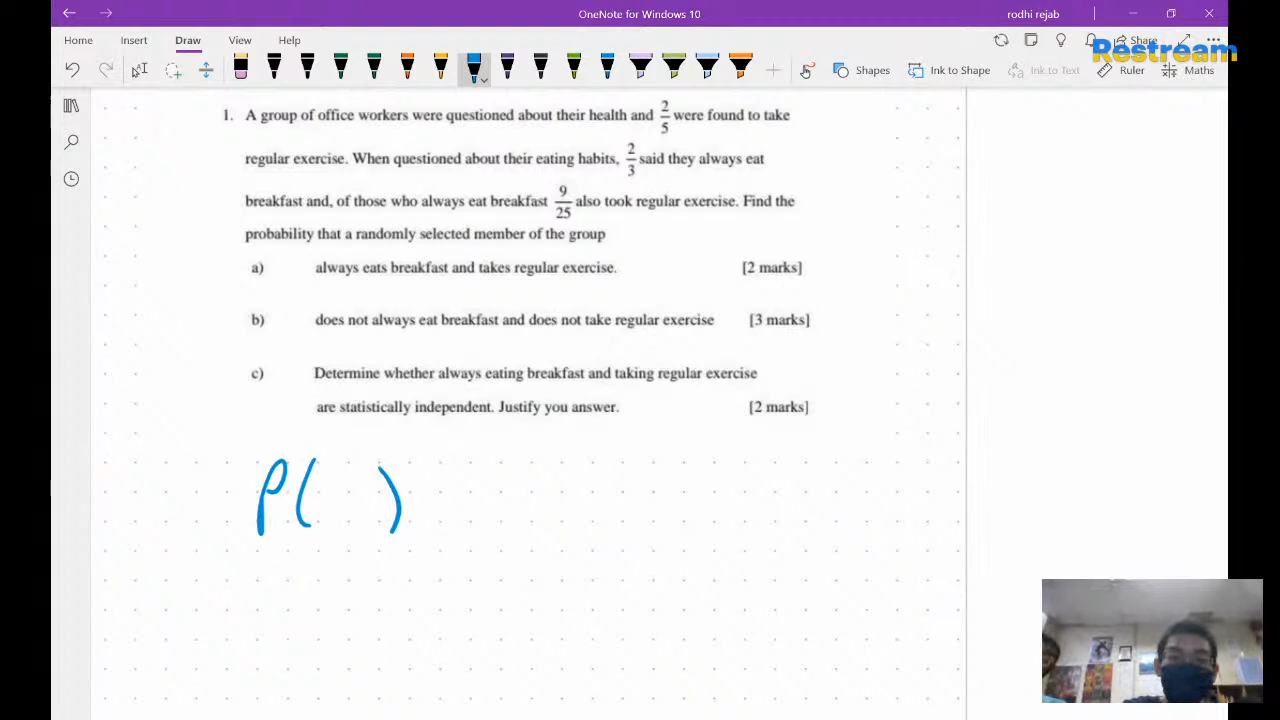 OneNote for Windows 10
rodhi rejab
Home Insert Draw View Help
Share
Restream
Shapes Ink to Shape Ink to Text Ruler Maths
1. A group of office workers were questioned about their health and 2/5 were found to take
regular exercise. When questioned about their eating habits, 2/3 said they always eat
breakfast and, of those who always eat breakfast 9/25 also took regular exercise. Find the
probability that a randomly selected member of the group
a) always eats breakfast and takes regular exercise. [2 marks]
b) does not always eat breakfast and does not take regular exercise [3 marks]
c) Determine whether always eating breakfast and taking regular exercise
are statistically independent. Justify you answer. [2 marks]
P( )